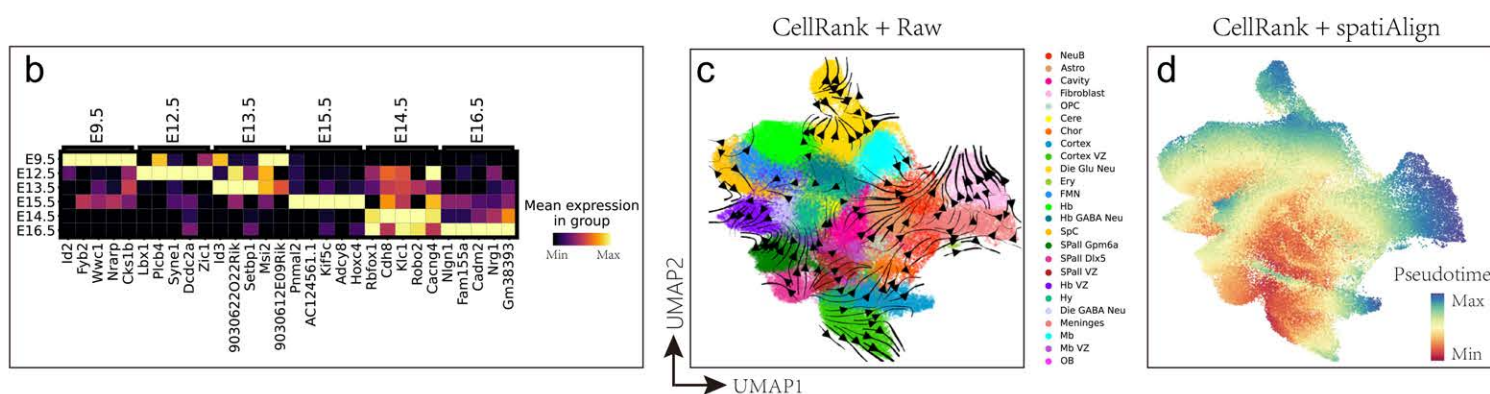 CellRank + Raw
CellRank + spatiAlign
b
E9.5
E12.5
E13.5
E15.5
E14.5
E16.5
E9.5
E12.5
E13.5
E15.5
E14.5
E16.5
Id2
Fyb2
Wwc1
Nrarp
Cks1b
Lbx1
Plcb4
Syne1
Dcdc2a
Zic1
Id3
9030622O22Rik
Setbp1
Msi2
9030612E09Rik
Pnmal2
AC124561.1
Kif5c
Adcy8
Hoxc4
Rbfox1
Cdh8
Klc1
Robo2
Cacng4
Nlgn1
Fam155a
Cadm2
Nrg1
Gm38393
Mean expression
in group
Min Max
c
UMAP2
UMAP1
NeuB
Astro
Cavity
Fibroblast
OPC
Cere
Chor
Cortex
Cortex VZ
Die Glu Neu
Ery
FMN
Hb
Hb GABA Neu
SpC
SPall Gpm6a
SPall Dlx5
SPall VZ
Hb VZ
Hy
Die GABA Neu
Meninges
Mb
Mb VZ
OB
d
Pseudotime
Max
Min